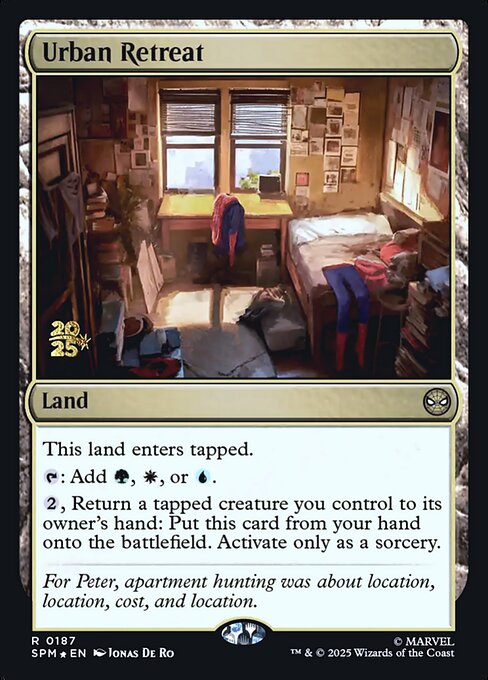 Urban Retreat
20
25
Land
This land enters tapped.
: Add , , or .
2, Return a tapped creature you control to its
owner's hand: Put this card from your hand
onto the battlefield. Activate only as a sorcery.
For Peter, apartment hunting was about location,
location, cost, and location.
R 0187
SPM★EN Jonas De Ro
© MARVEL
™ & © 2025 Wizards of the Coast